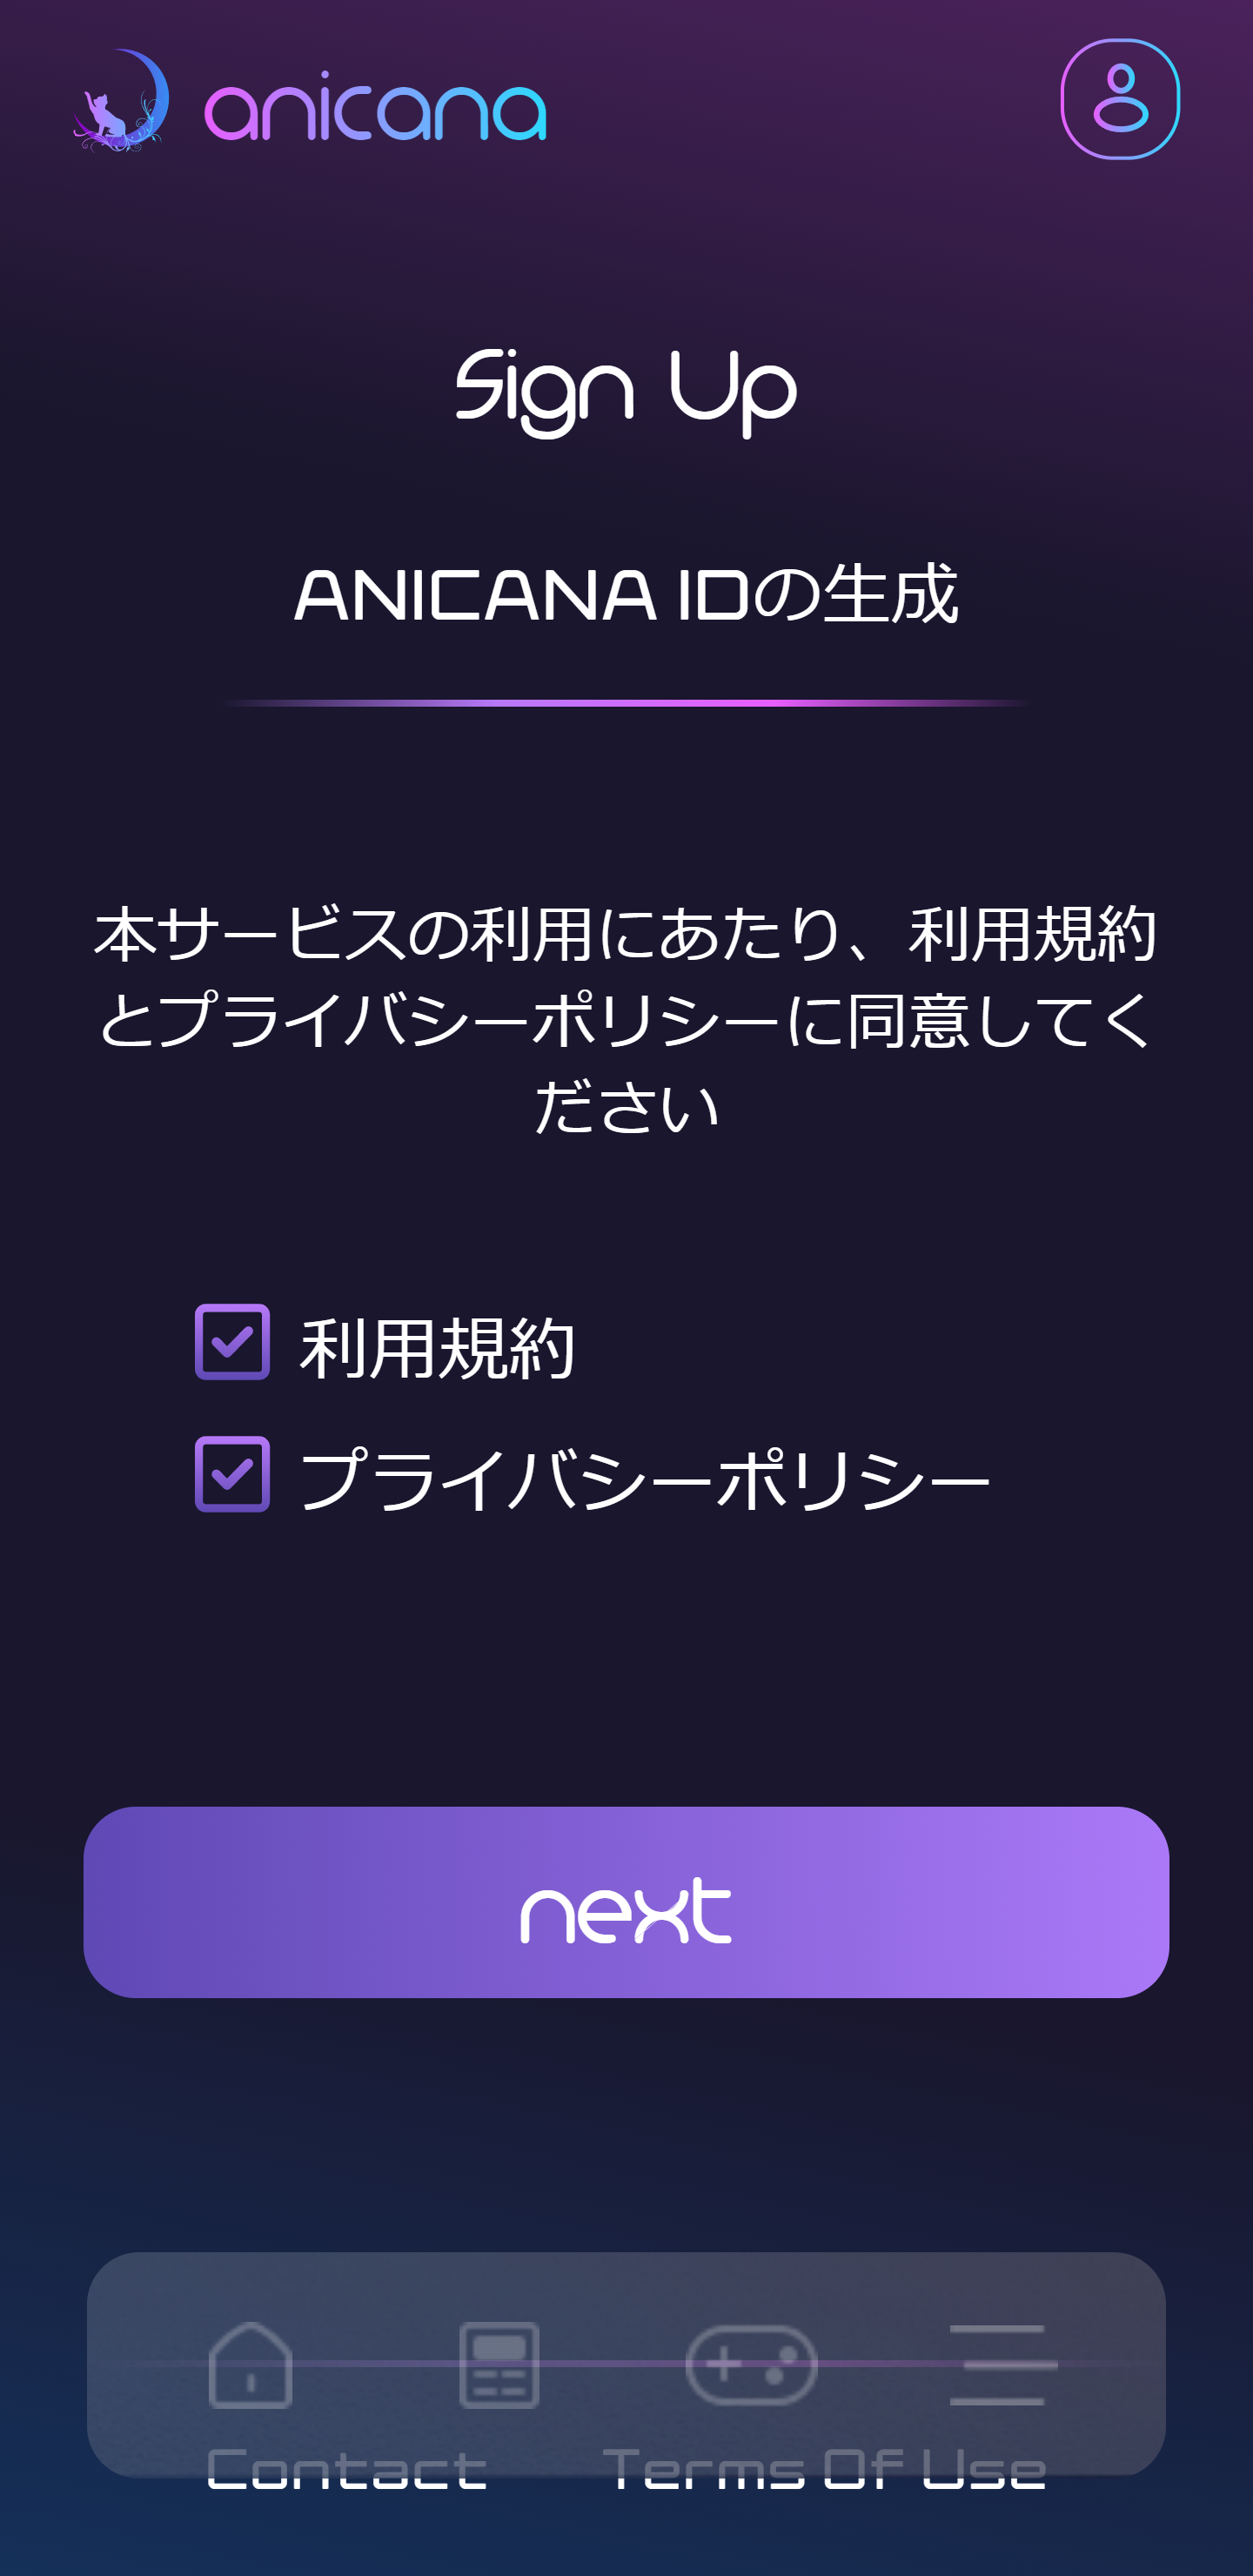 anicana
Sign Up
ANICANA IDの生成
本サービスの利用にあたり、利用規約
とプライバシーポリシーに同意してく
ださい
利用規約
プライバシーポリシー
next
Contact Terms Of Use